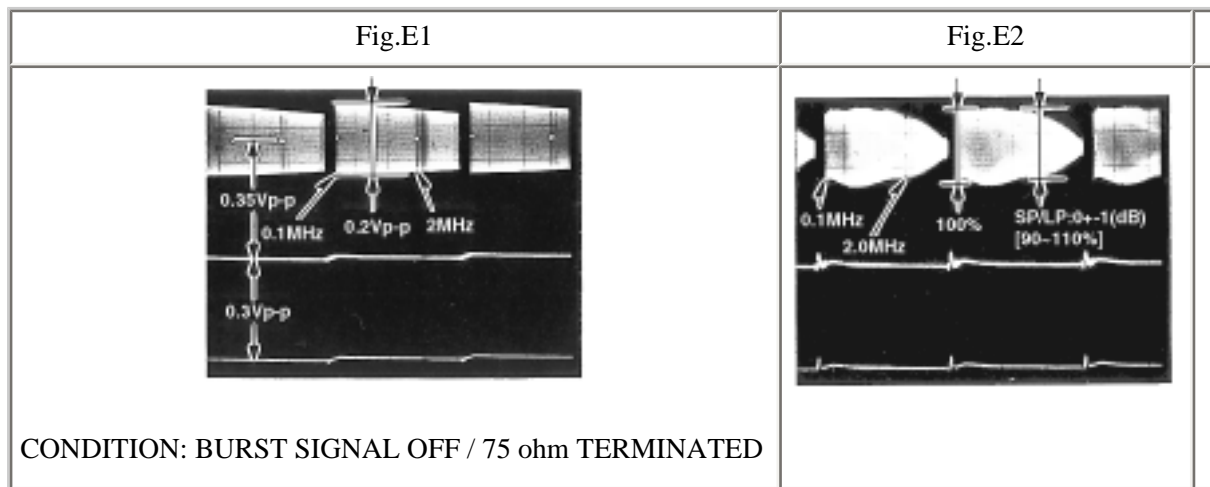 Fig.E1
Fig.E2
0.35Vp-p
0.1MHz
0.2Vp-p
2MHz
0.3Vp-p
0.1MHz
2.0MHz
100%
SP/LP:0+-1(dB)
[90~110%]
CONDITION: BURST SIGNAL OFF / 75 ohm TERMINATED